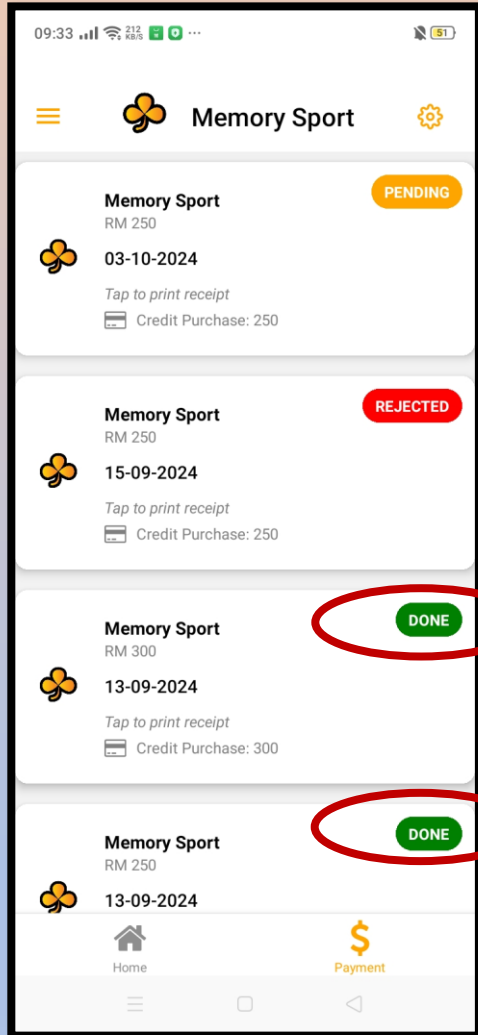 09:33 212 KB/S ... 51
Memory Sport
Memory Sport PENDING
RM 250
03-10-2024
Tap to print receipt
Credit Purchase: 250
Memory Sport REJECTED
RM 250
15-09-2024
Tap to print receipt
Credit Purchase: 250
Memory Sport DONE
RM 300
13-09-2024
Tap to print receipt
Credit Purchase: 300
Memory Sport DONE
RM 250
13-09-2024
Home Payment